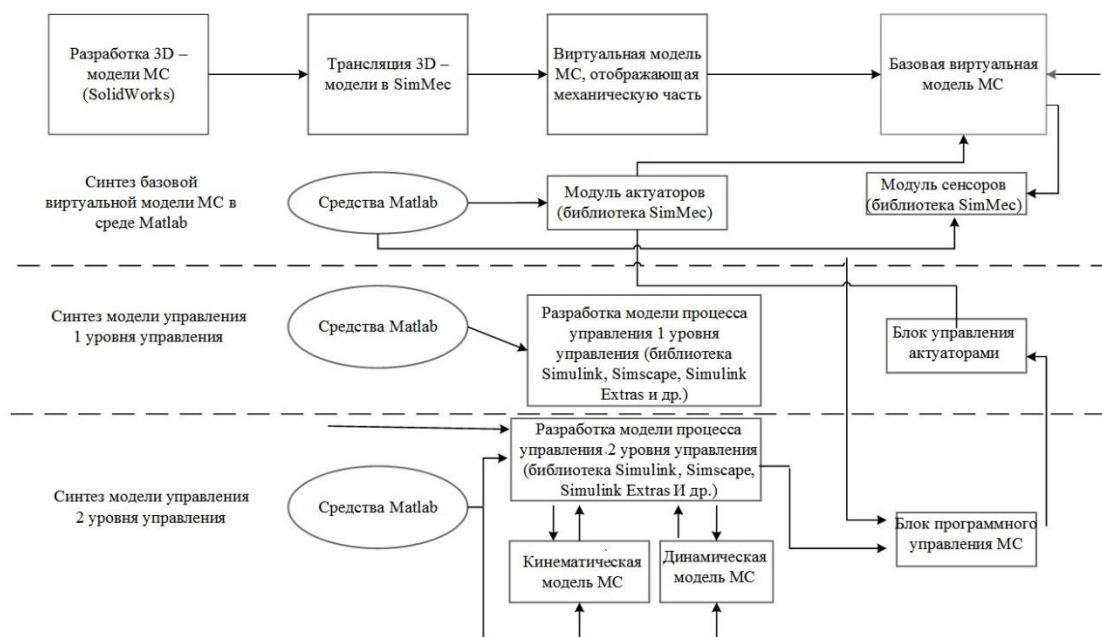 Разработка 3D –
модели МС
(SolidWorks)
Трансляция 3D –
модели в SimMec
Виртуальная модель
МС, отображающая
механическую часть
Базовая виртуальная
модель МС
Синтез базовой
виртуальной модели МС в
среде Matlab
Средства Matlab
Модуль актуаторов
(библиотека SimMec)
Модуль сенсоров
(библиотека SimMec)
Синтез модели управления
1 уровня управления
Средства Matlab
Разработка модели процесса
управления 1 уровня
управления (библиотека
Simulink, Simscape, Simulink
Extras и др.)
Блок управления
актуаторами
Синтез модели управления
2 уровня управления
Средства Matlab
Разработка модели процесса
управления 2 уровня управления
(библиотека Simulink, Simscape,
Simulink Extras И др.)
Блок программного
управления МС
Кинематическая
модель МС
Динамическая
модель МС